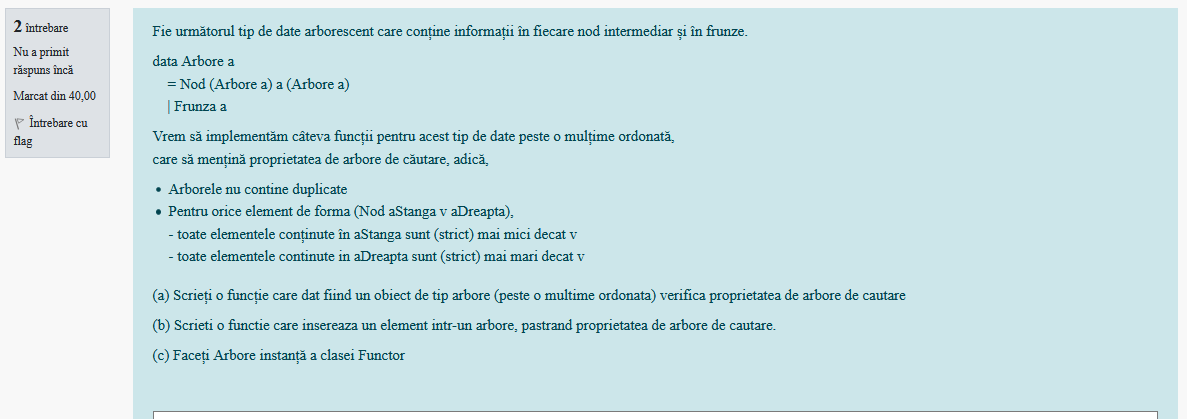 2 întrebare
Nu a primit
răspuns încă
Marcat din 40,00
Întrebare cu
flag
Fie următorul tip de date arborescent care conține informații în fiecare nod intermediar și în frunze.
data Arbore a
= Nod (Arbore a) a (Arbore a)
| Frunza a
Vrem să implementăm câteva funcții pentru acest tip de date peste o mulțime ordonată,
care să mențină proprietatea de arbore de căutare, adică,
• Arborele nu contine duplicate
• Pentru orice element de forma (Nod aStanga v aDreapta),
- toate elementele conținute în aStanga sunt (strict) mai mici decat v
- toate elementele continute in aDreapta sunt (strict) mai mari decat v
(a) Scrieți o funcție care dat fiind un obiect de tip arbore (peste o multime ordonata) verifica proprietatea de arbore de cautare
(b) Scrieti o functie care insereaza un element intr-un arbore, pastrand proprietatea de arbore de cautare.
(c) Faceți Arbore instanță a clasei Functor